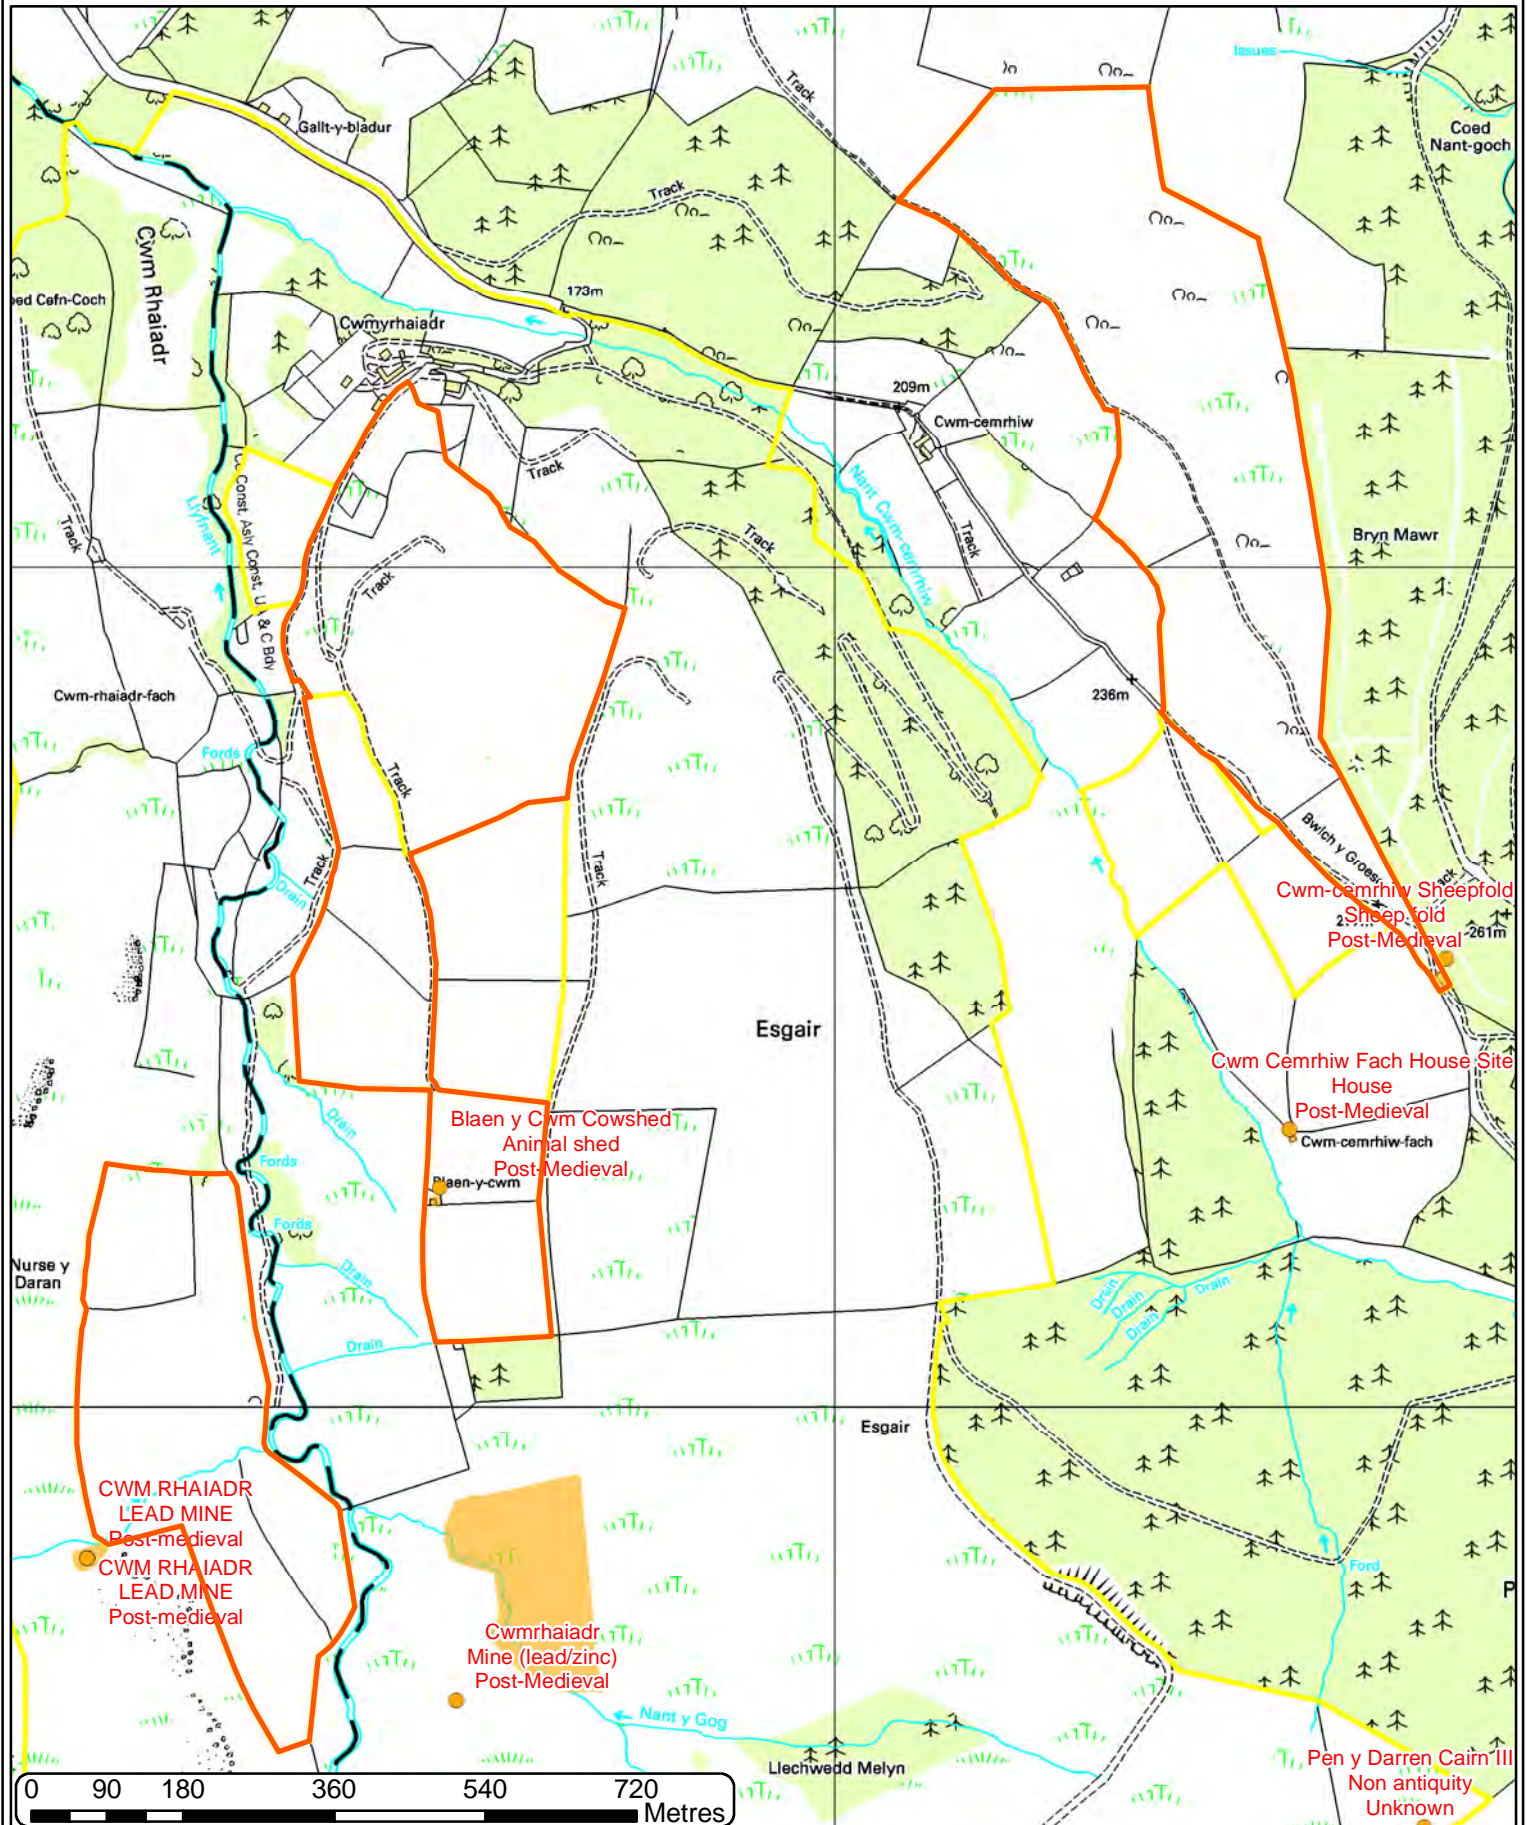 Issues
Track
Coed
Nant-goch
Gallt-y-bladur
Track
Cwm Rhaiadr
173m
Cwmyrhaiadr
209m
Cwm-cemrhiw
Track
Nant Cwm-cemrhiw
Llyfnant
Const, Asly Const, U
& C Bdy
Track
Track
Track
Track
Bryn Mawr
Cwm-rhaiadr-fach
236m
Fords
Track
Track
Track
Drain
Bwlch y Groes
Cwm-cemrhiw Sheepfold
Sheep fold
Post-Medieval
261m
Esgair
Cwm Cemrhiw Fach House Site
House
Post-Medieval
Cwm-cemrhiw-fach
Drain
Blaen y Cwm Cowshed
Animal shed
Post-Medieval
Blaen-y-cwm
Fords
Fords
Nurse y
Daran
Drain
Drain
Drain
Drain
Drain
Drain
Esgair
CWM RHAIADR
LEAD MINE
Post-medieval
CWM RHAIADR
LEAD MINE
Post-medieval
Ford
P
Cwmrhaiadr
Mine (lead/zinc)
Post-Medieval
Nant y Gog
Llechwedd Melyn
Pen y Darren Cairn III
Non antiquity
Unknown
0 90 180 360 540 720
Metres